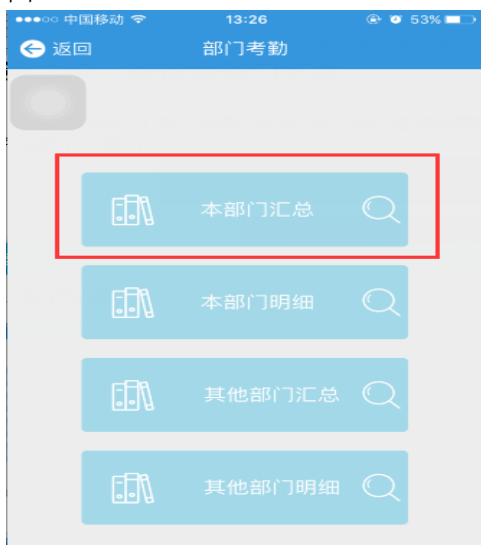 中国移动 13:26 53%
返回 部门考勤
本部门汇总
本部门明细
其他部门汇总
其他部门明细